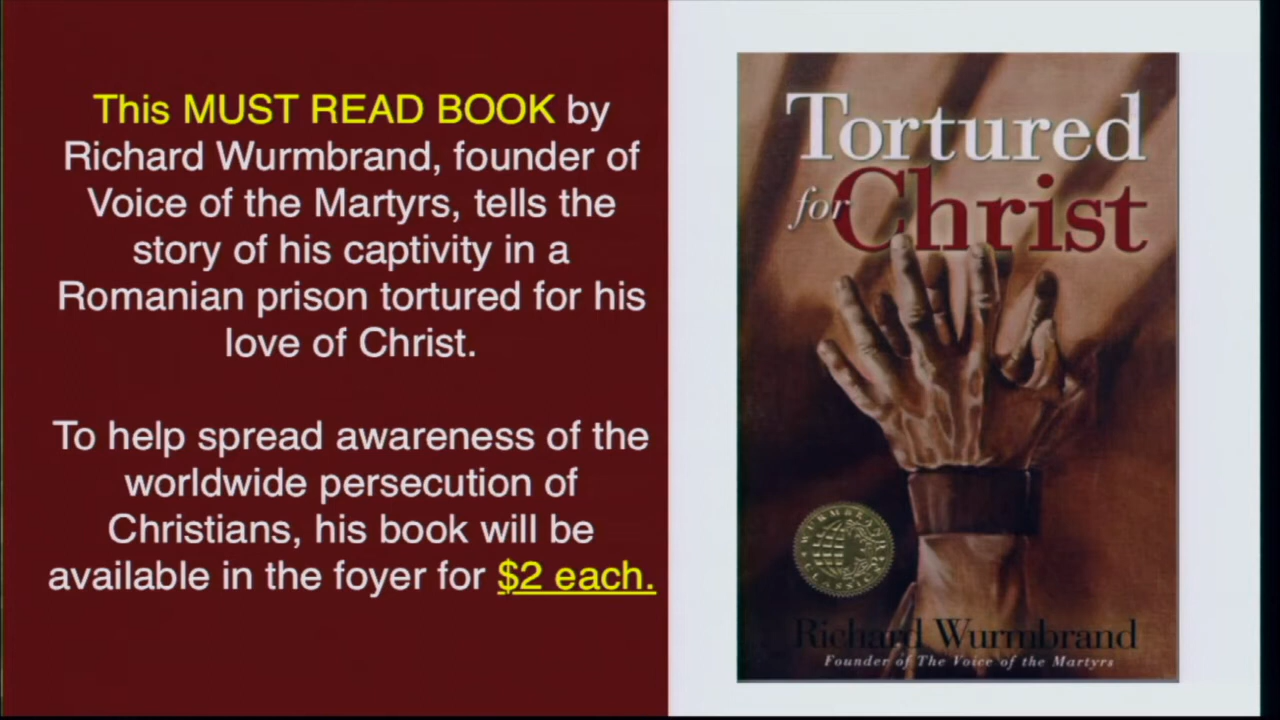 This MUST READ BOOK by
Richard Wurmbrand, founder of
Voice of the Martyrs, tells the
story of his captivity in a
Romanian prison tortured for his
love of Christ.
To help spread awareness of the
worldwide persecution of
Christians, his book will be
available in the foyer for $2 each.
Tortured
for Christ
WURMBRAND
CLASSICS
Richard Wurmbrand
Founder of The Voice of the Martyrs